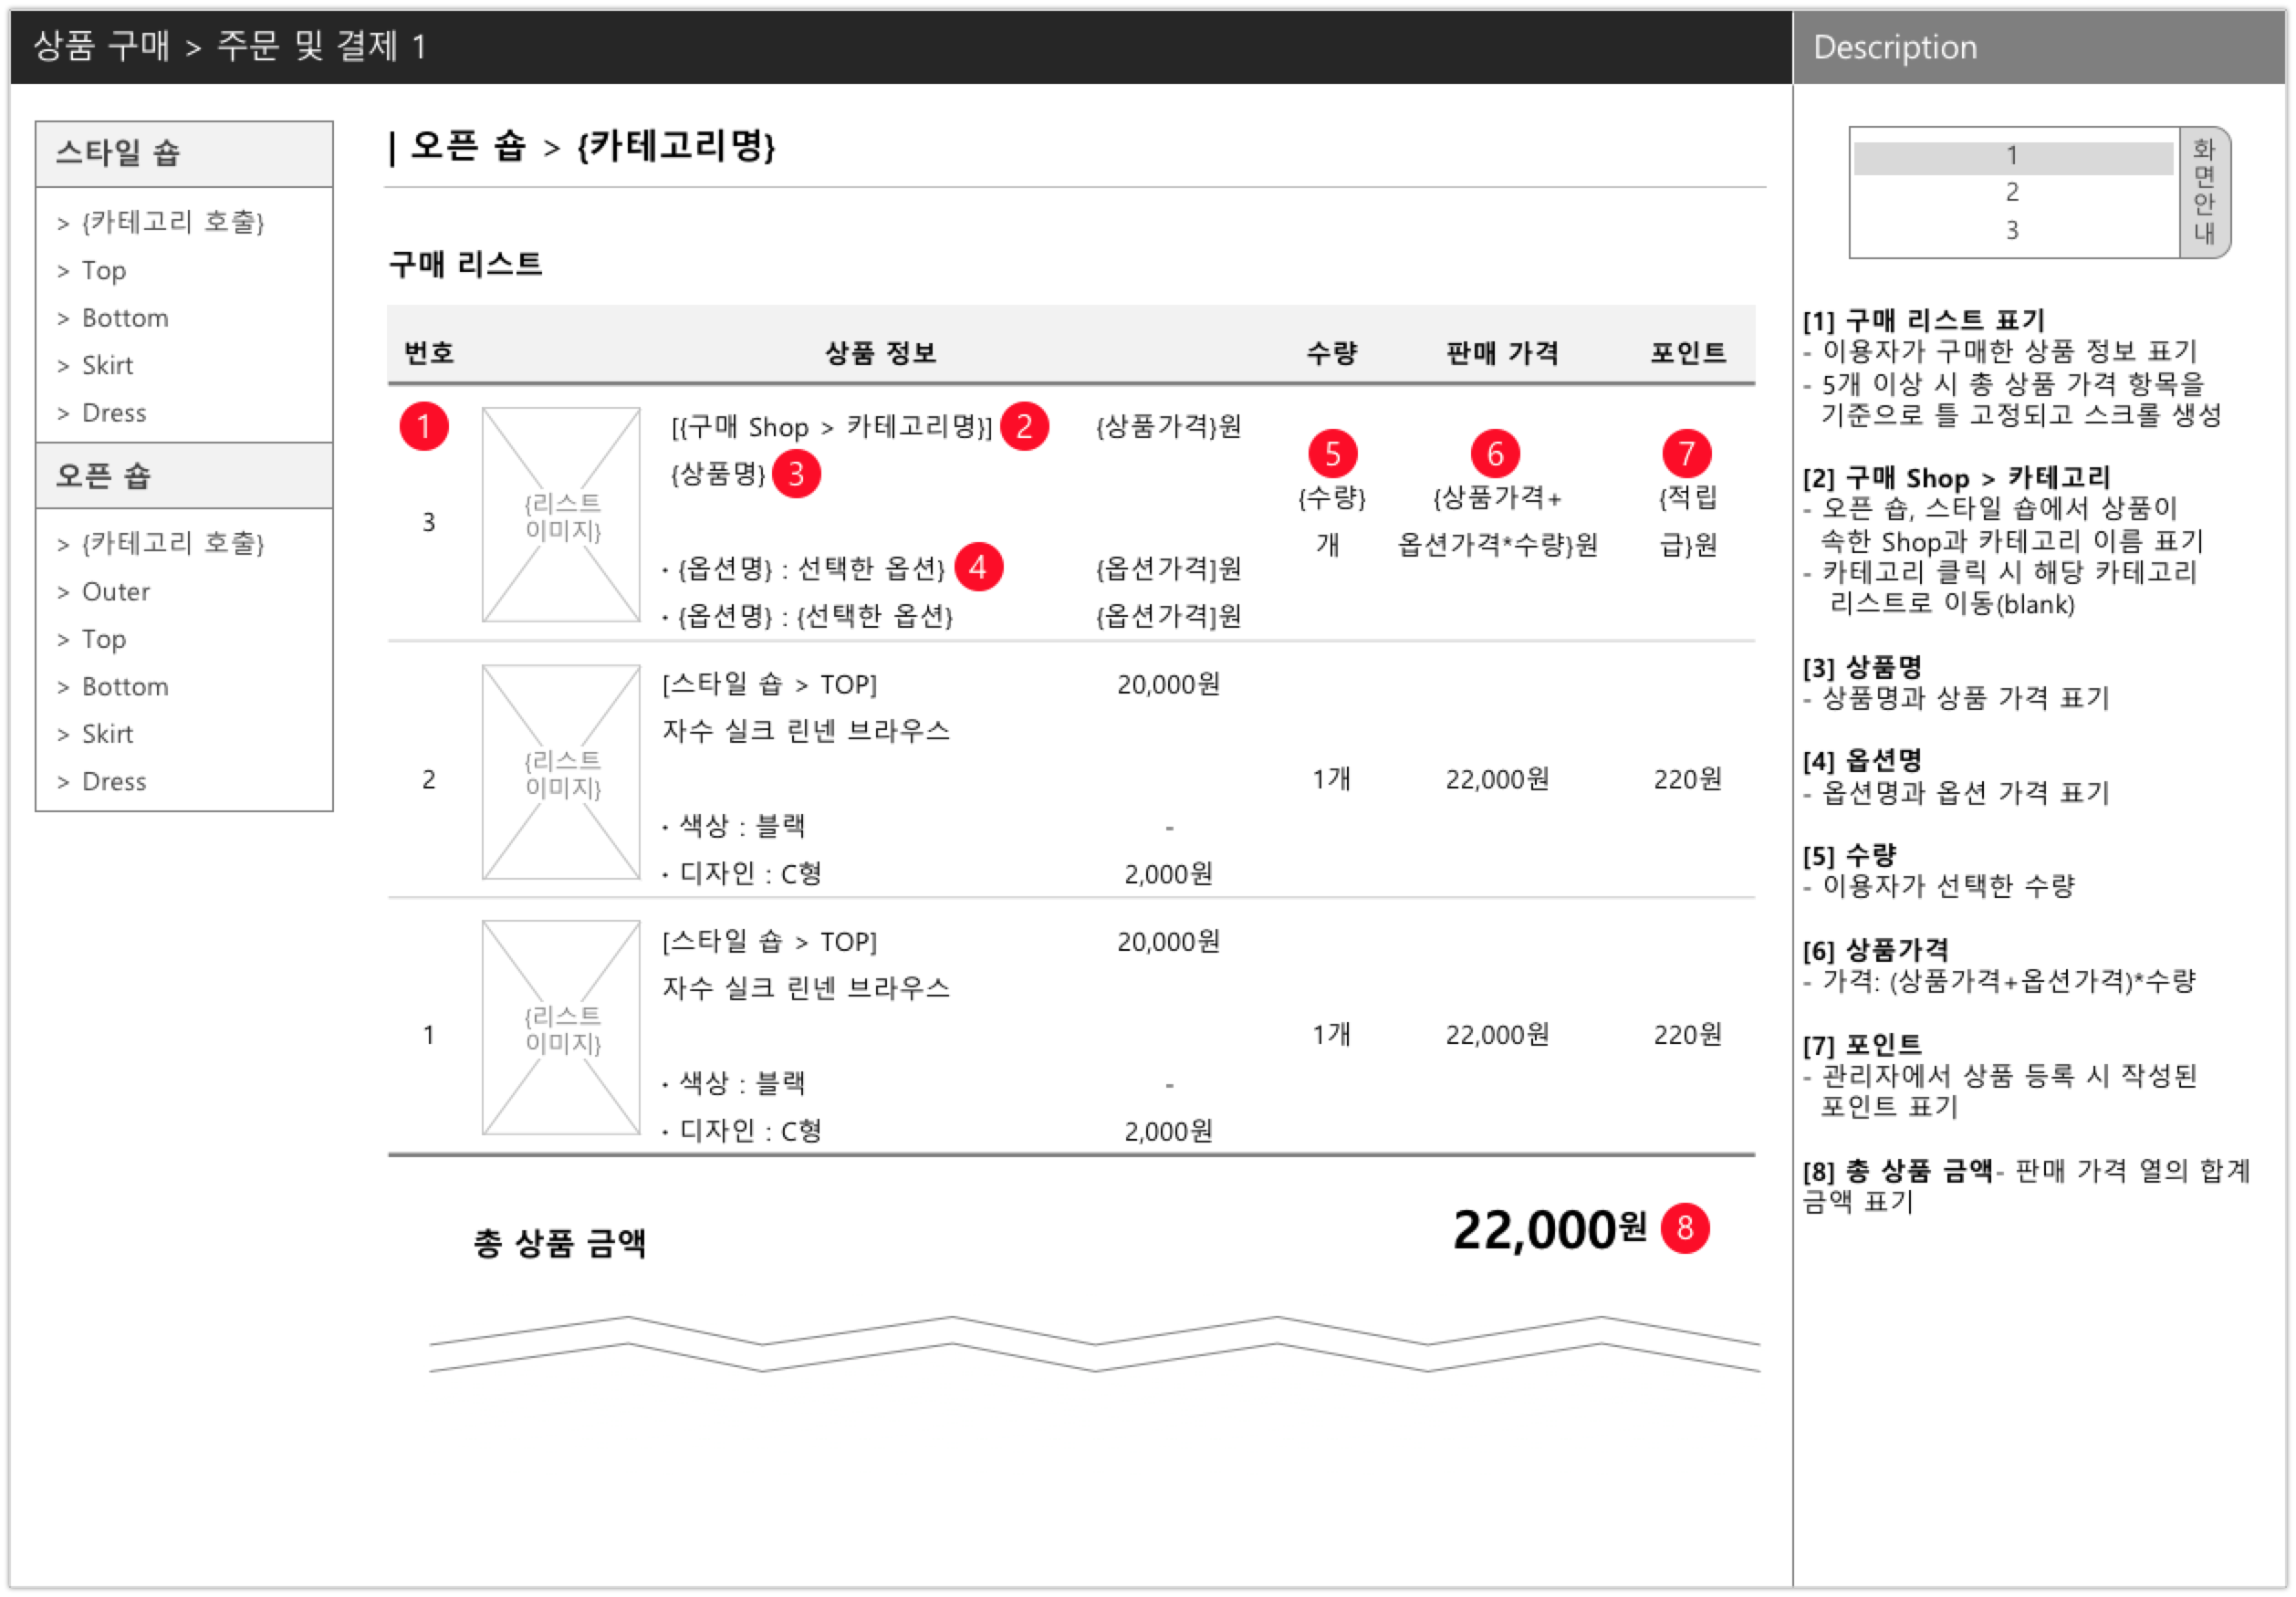 상품 구매 > 주문 및 결제 1
Description
스타일 숍
> {카테고리 호출}
> Top
> Bottom
> Skirt
> Dress
오픈 숍
> {카테고리 호출}
> Outer
> Top
> Bottom
> Skirt
> Dress
| 오픈 숍 > {카테고리명}
구매 리스트
번호 상품 정보 수량 판매 가격 포인트
1
3
{리스트
이미지}
[{구매 Shop > 카테고리명}] 2 {상품가격}원
{상품명} 3
· {옵션명} : 선택한 옵션} 4 {옵션가격]원
· {옵션명} : {선택한 옵션} {옵션가격]원
5
{수량}
개
6
{상품가격+
옵션가격*수량}원
7
{적립
급}원
2
{리스트
이미지}
[스타일 숍 > TOP] 20,000원
자수 실크 린넨 브라우스
· 색상 : 블랙 -
· 디자인 : C형 2,000원
1개 22,000원 220원
1
{리스트
이미지}
[스타일 숍 > TOP] 20,000원
자수 실크 린넨 브라우스
· 색상 : 블랙 -
· 디자인 : C형 2,000원
1개 22,000원 220원
총 상품 금액 22,000원 8
1
2
3
화
면
안
내
[1] 구매 리스트 표기
- 이용자가 구매한 상품 정보 표기
- 5개 이상 시 총 상품 가격 항목을
기준으로 틀 고정되고 스크롤 생성
[2] 구매 Shop > 카테고리
- 오픈 숍, 스타일 숍에서 상품이
속한 Shop과 카테고리 이름 표기
- 카테고리 클릭 시 해당 카테고리
리스트로 이동(blank)
[3] 상품명
- 상품명과 상품 가격 표기
[4] 옵션명
- 옵션명과 옵션 가격 표기
[5] 수량
- 이용자가 선택한 수량
[6] 상품가격
- 가격: (상품가격+옵션가격)*수량
[7] 포인트
- 관리자에서 상품 등록 시 작성된
포인트 표기
[8] 총 상품 금액- 판매 가격 열의 합계
금액 표기